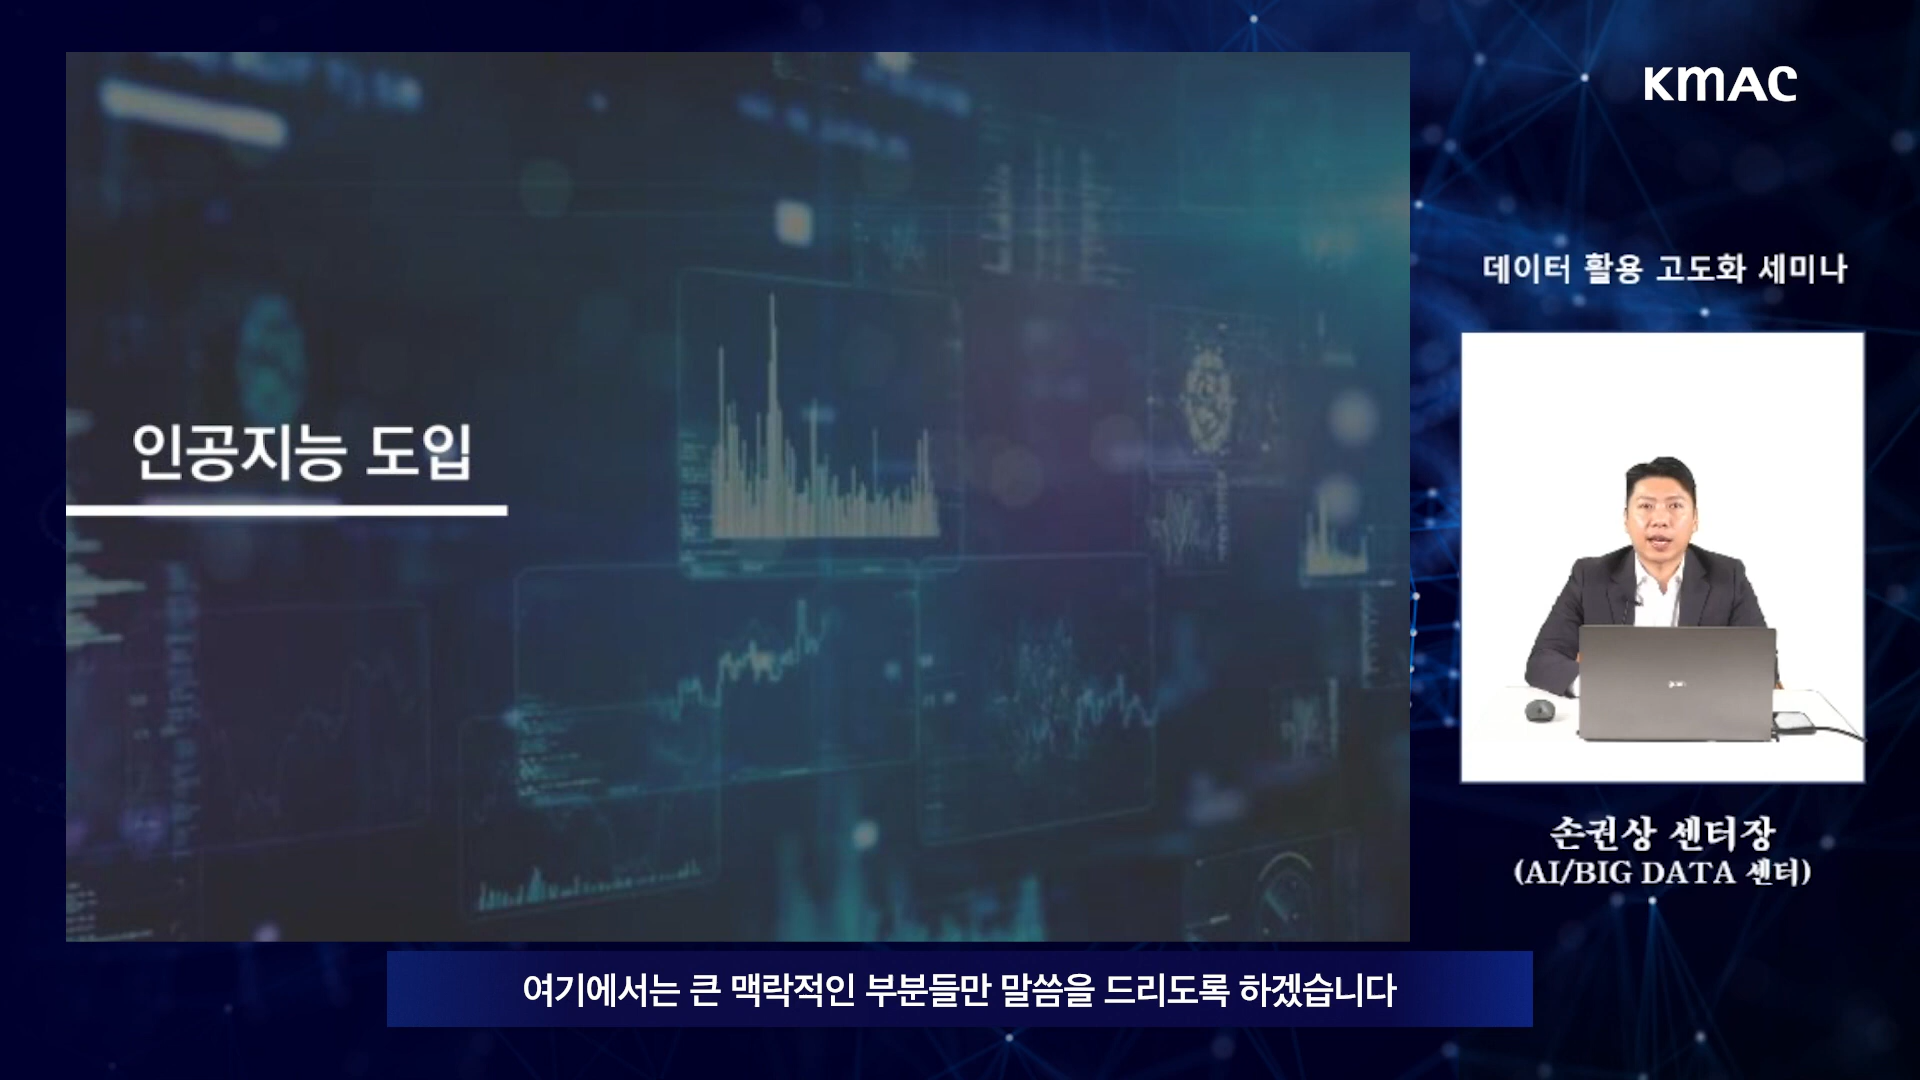 KMAC
데이터 활용 고도화 세미나
인공지능 도입
손권상 센터장
(AI/BIG DATA 센터)
여기에서는 큰 맥락적인 부분들만 말씀을 드리도록 하겠습니다